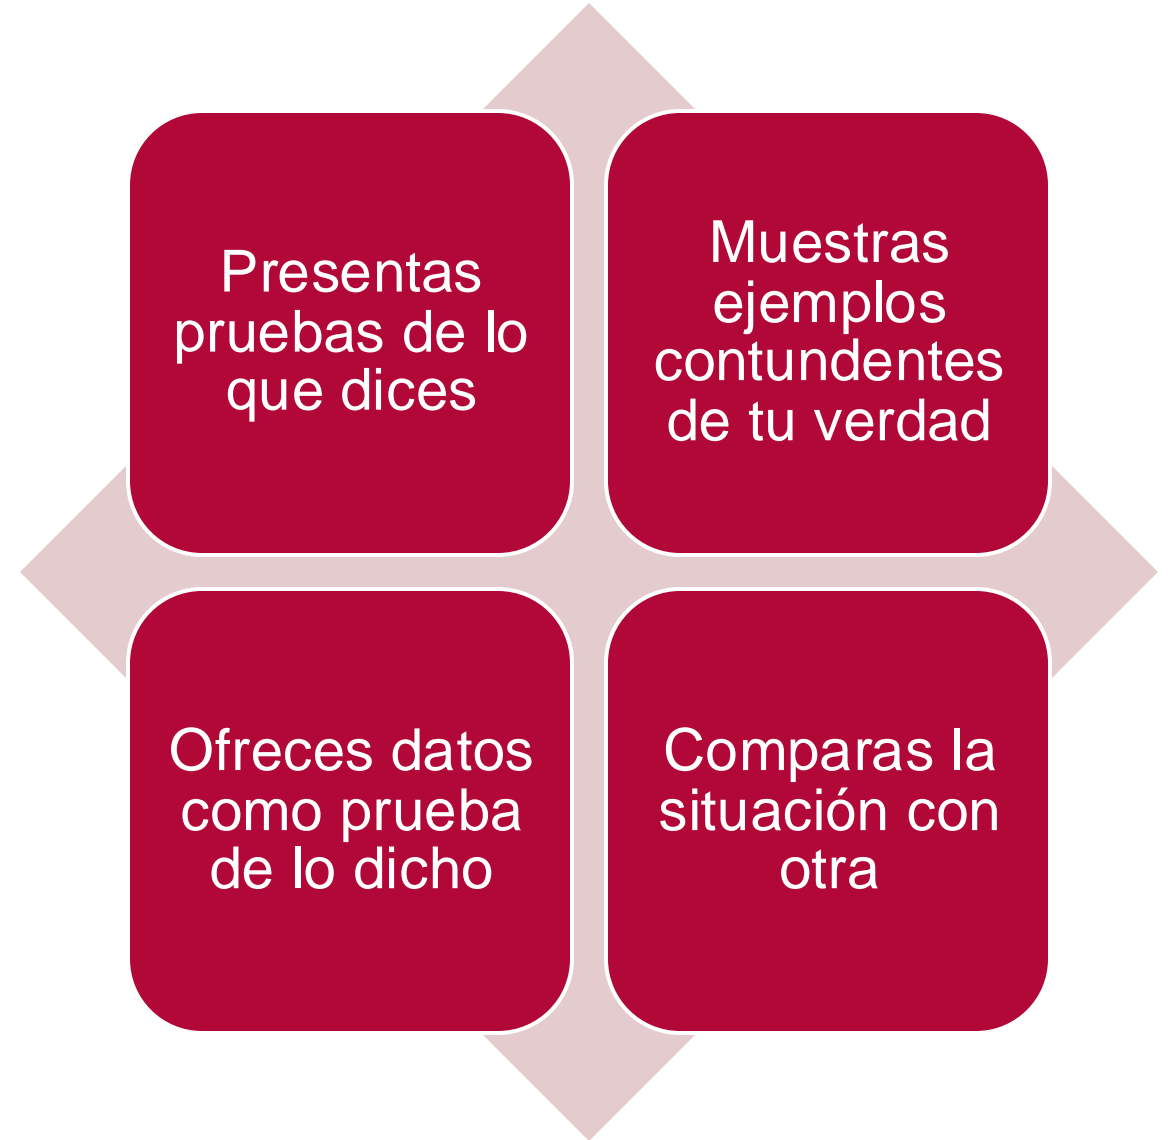 Presentas
pruebas de lo
que dices
Muestras
ejemplos
contundentes
de tu verdad
Ofreces datos
como prueba
de lo dicho
Comparas la
situación con
otra